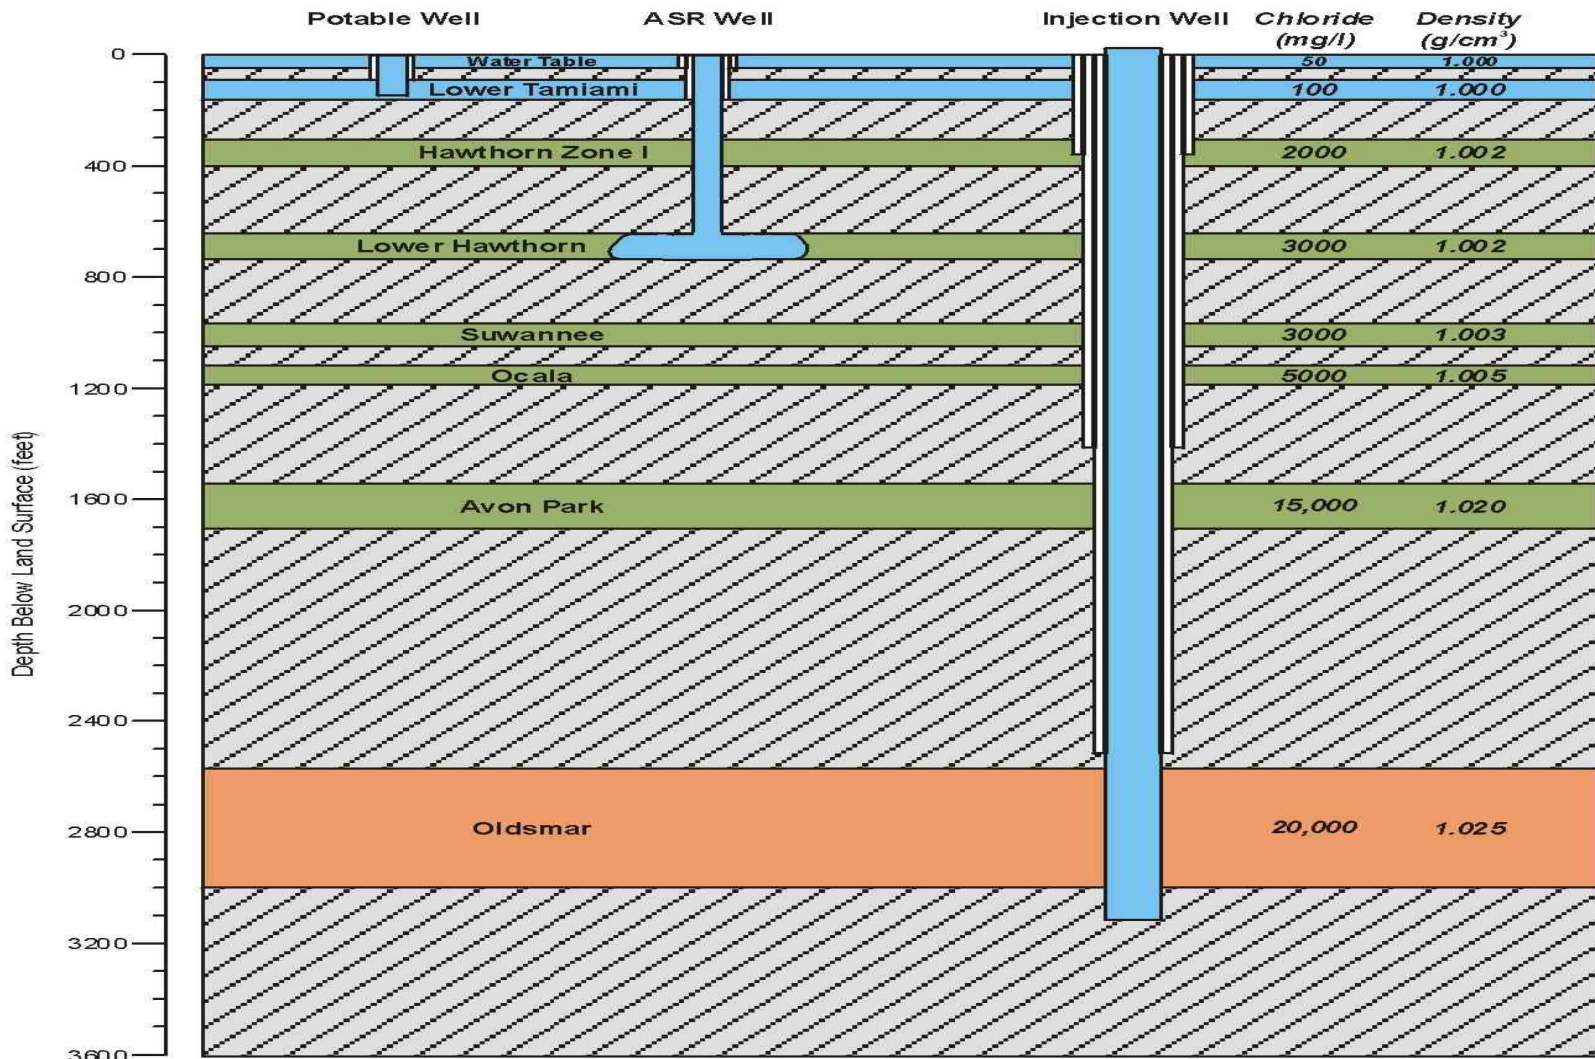 Potable Well
ASR Well
Injection Well
Chloride (mg/l)
Density (g/cm³)
0
400
800
1200
1600
2000
2400
2800
3200
3600
Depth Below Land Surface (feet)
Water Table 50 1.000
Lower Tamiami 100 1.000
Hawthorn Zone I 2000 1.002
Lower Hawthorn 3000 1.002
Suwannee 3000 1.003
Ocala 5000 1.005
Avon Park 15,000 1.020
Oldsmar 20,000 1.025